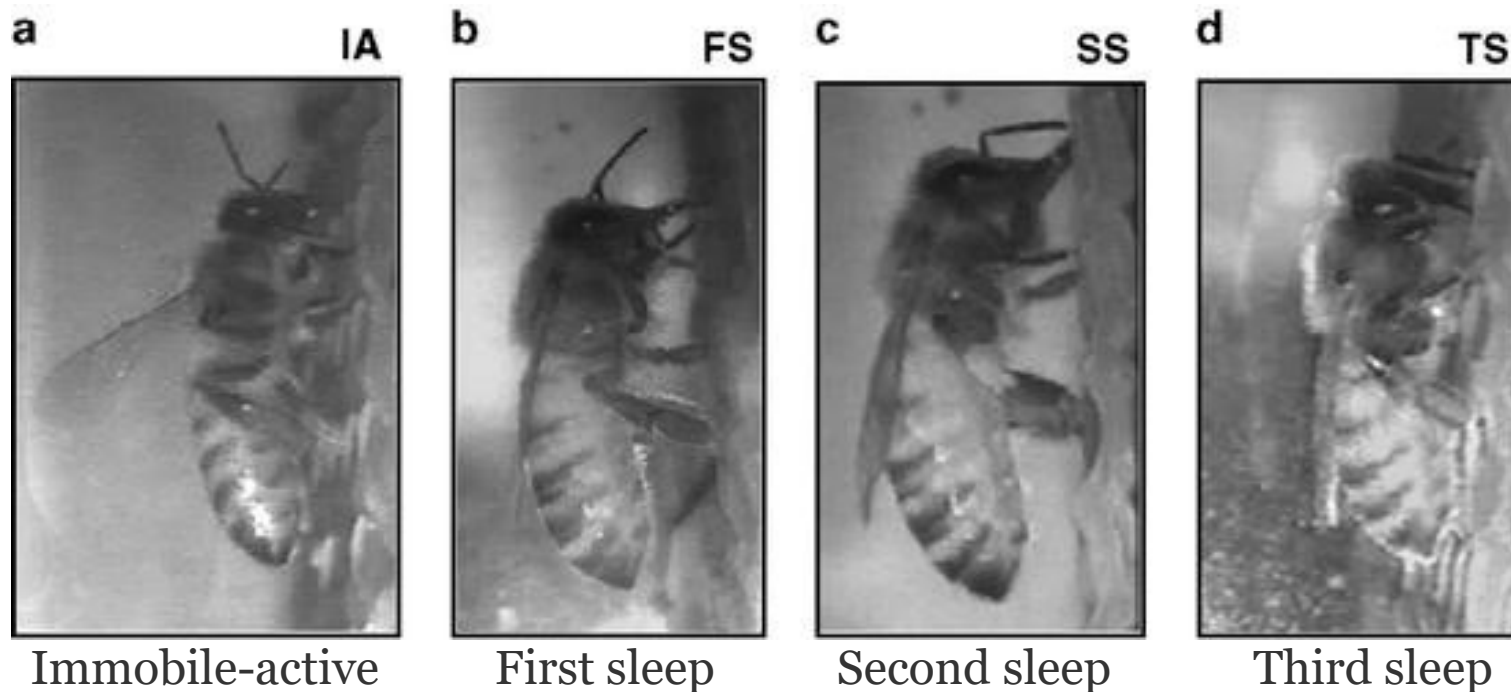 a IA
b FS
c SS
d TS
Immobile-active
First sleep
Second sleep
Third sleep